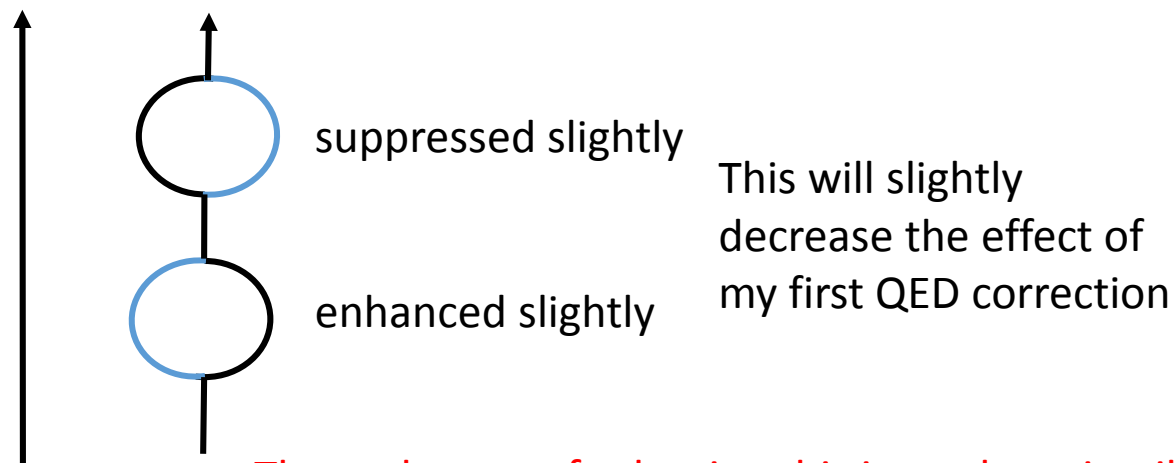 suppressed slightly
This will slightly
decrease the effect of
my first QED correction
enhanced slightly